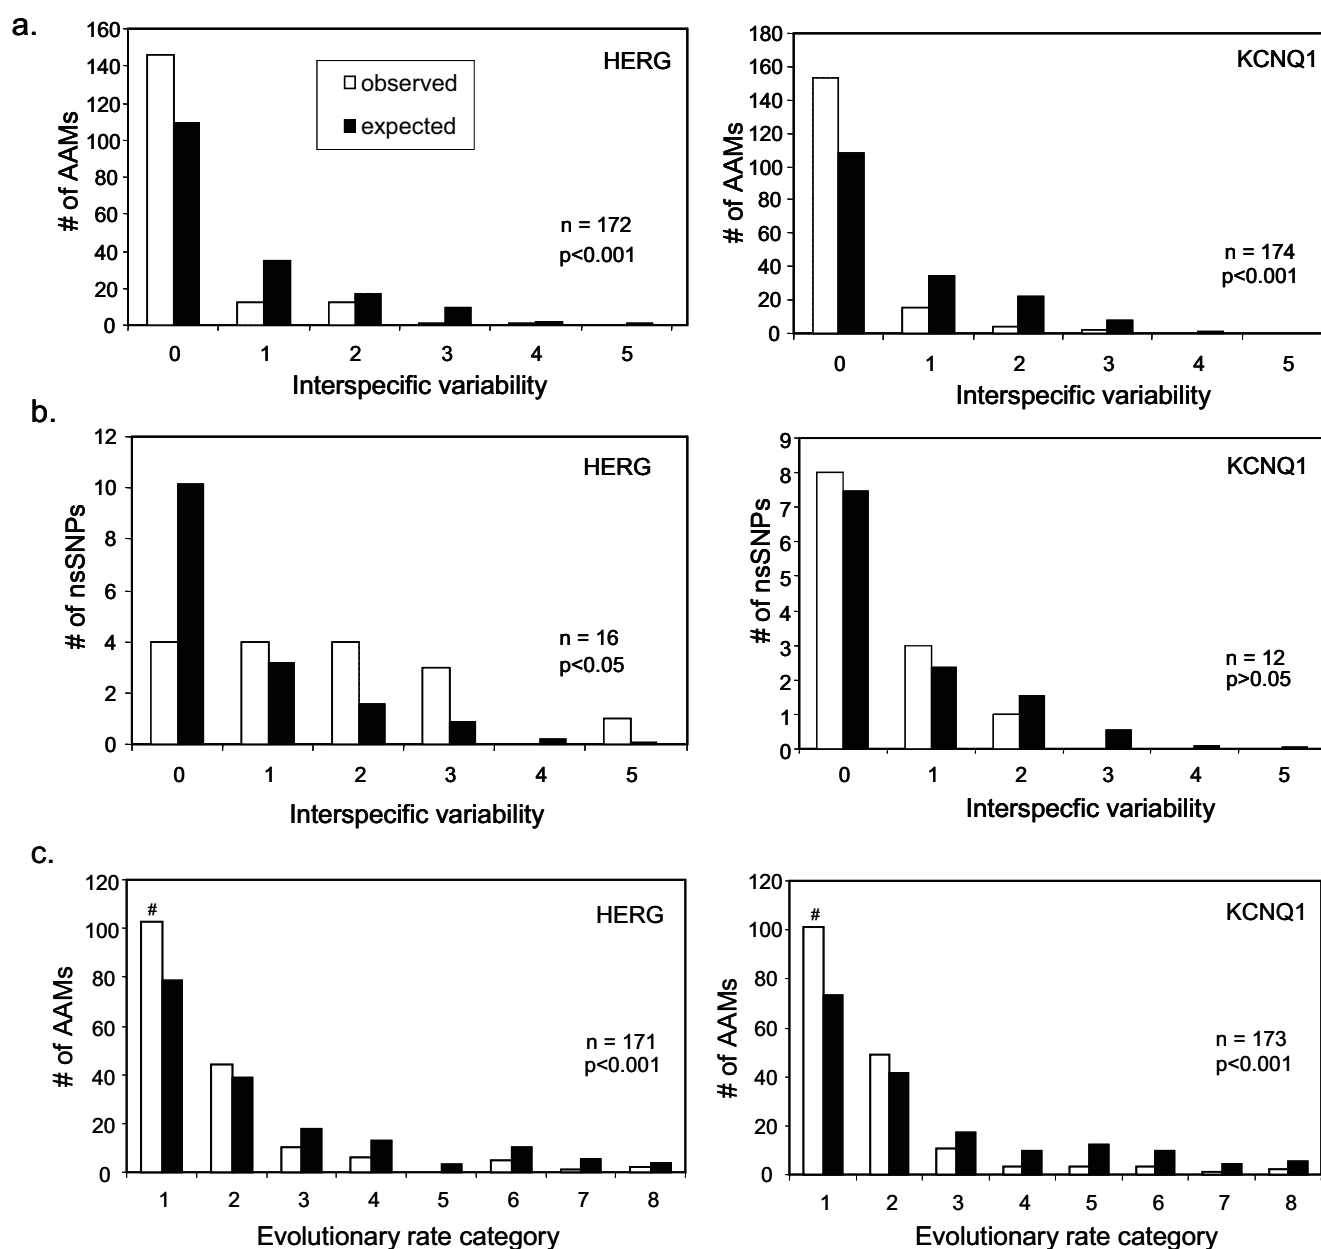 a.
160
140
120
100
80
60
40
20
0
# of AAMs
HERG
observed
expected
n = 172
p<0.001
0 1 2 3 4 5
Interspecific variability
180
160
140
120
100
80
60
40
20
0
# of AAMs
KCNQ1
n = 174
p<0.001
0 1 2 3 4 5
Interspecific variability
b.
12
10
8
6
4
2
0
# of nsSNPs
HERG
n = 16
p<0.05
0 1 2 3 4 5
Interspecific variability
9
8
7
6
5
4
3
2
1
0
# of nsSNPs
KCNQ1
n = 12
p>0.05
0 1 2 3 4 5
Interspecfic variability
c.
120
100
80
60
40
20
0
# of AAMs
#
HERG
n = 171
p<0.001
1 2 3 4 5 6 7 8
Evolutionary rate category
120
100
80
60
40
20
0
# of AAMs
#
KCNQ1
n = 173
p<0.001
1 2 3 4 5 6 7 8
Evolutionary rate category